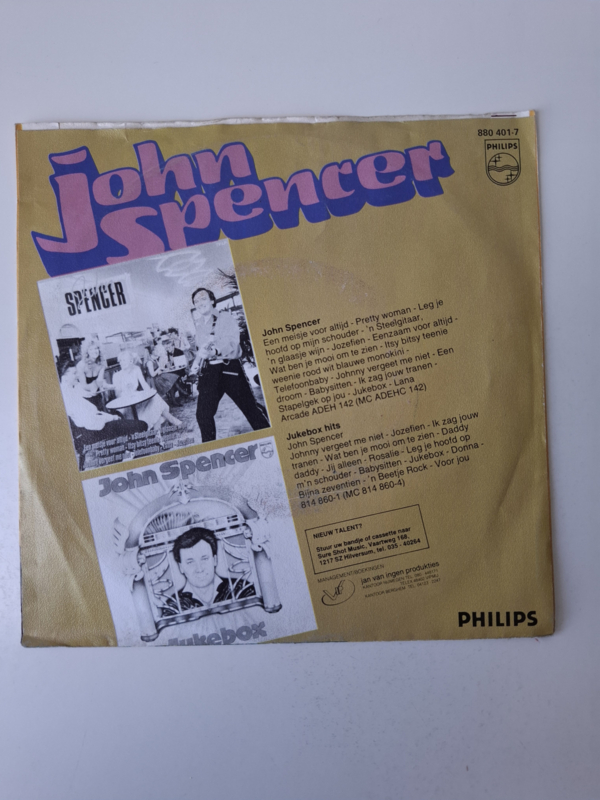 880 401-7
PHILIPS
John
Spencer
SPENCER
John Spencer
Een meisje voor altijd - Pretty woman - Leg je
hoofd op mijn schouder - 'n Steelgitaar,
'n glaasje wijn - Jozefien - Eenzaam voor altijd -
Wat ben je mooi om te zien - Itsy bitsy teenie
weenie rood wit blauwe monokini -
Telefoonbaby - Johnny vergeet me niet - Een
droom - Babysitten - Ik zag jouw tranen -
Stapelgek op jou - Jukebox - Lana
Arcade ADEH 142 (MC ADEHC 142)
Jukebox hits
John Spencer
Johnny vergeet me niet - Jozefien - Ik zag jouw
tranen - Wat ben je mooi om te zien - Daddy
daddy - Jij alleen - Rosalie - Leg je hoofd op
m'n schouder - Babysitten - Jukebox - Donna -
Bijna zeventien - 'n Beetje Rock - Voor jou
814 860-1 (MC 814 860-4)
John Spencer
Jukebox
NIEUW TALENT?
Stuur uw bandje of cassette naar
Sure Shot Music, Vaartweg 168,
1217 SZ Hilversum, tel. 035 - 40264
MANAGEMENT/BOEKINGEN
jan van ingen produkties
PHILIPS